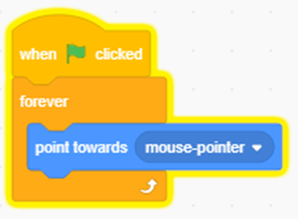 when clicked
forever
point towards mouse-pointer